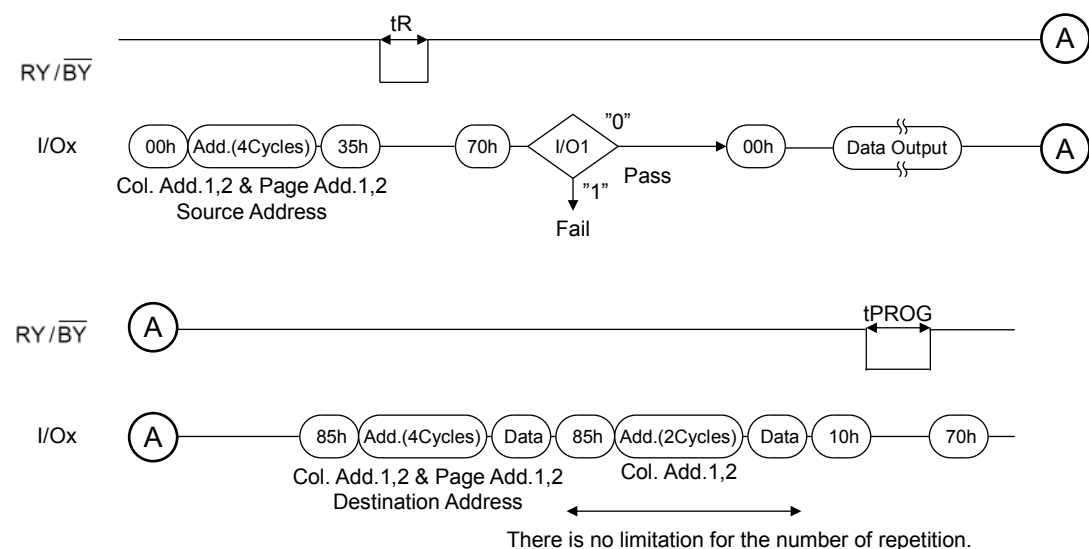 tR
A
RY/BY
I/Ox
00h Add.(4Cycles) 35h 70h I/O1 "0" 00h Data Output A
Pass
"1"
Col. Add.1,2 & Page Add.1,2
Source Address
Fail
tPROG
RY/BY A
I/Ox A 85h Add.(4Cycles) Data 85h Add.(2Cycles) Data 10h 70h
Col. Add.1,2 & Page Add.1,2 Col. Add.1,2
Destination Address
There is no limitation for the number of repetition.